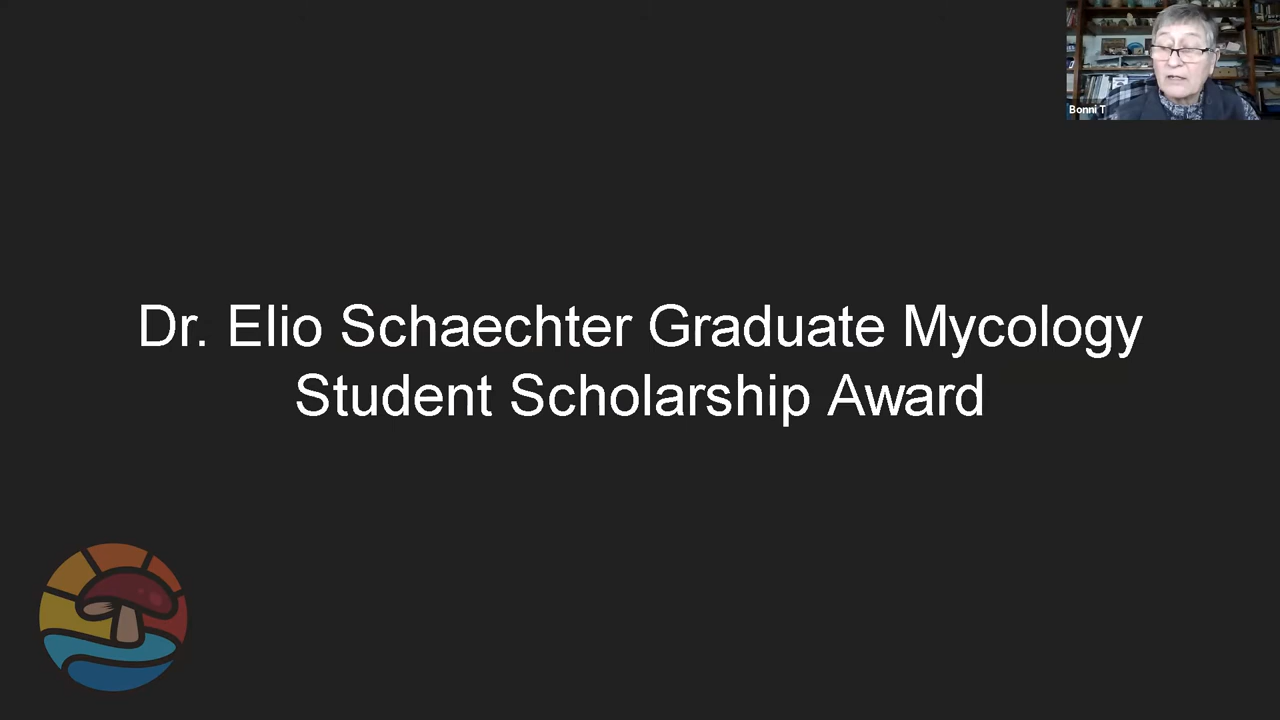 Bonni T
Dr. Elio Schaechter Graduate Mycology
Student Scholarship Award